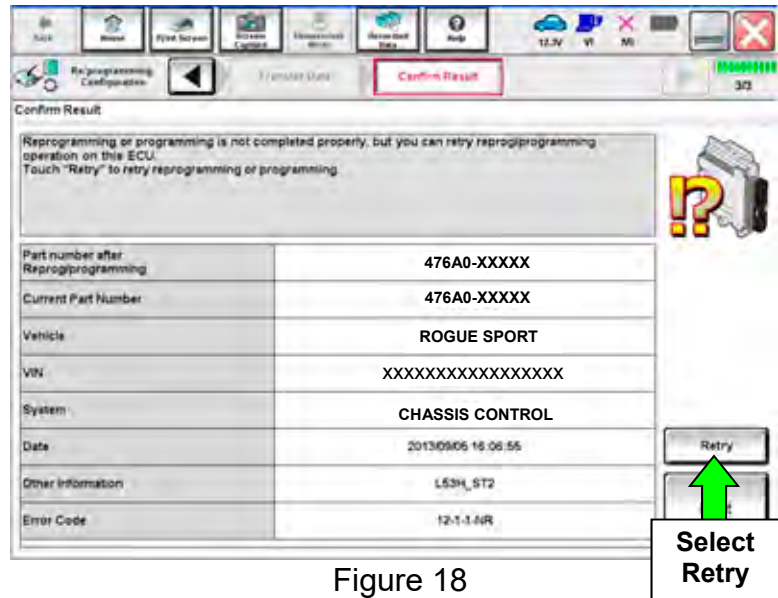 Back
Home
Print Screen
Screen Capture
Measurement Mode
Recorded Data
Help
12.3V
VI
MI
Re/programming Configuration
Transfer Data
Confirm Result
3/3
Confirm Result
Reprogramming or programming is not completed properly, but you can retry reprog/programming
operation on this ECU.
Touch "Retry" to retry reprogramming or programming.
Part number after
Reprog/programming
476A0-XXXXX
Current Part Number
476A0-XXXXX
Vehicle
ROGUE SPORT
VIN
XXXXXXXXXXXXXXXXX
System
CHASSIS CONTROL
Date
2013/09/05 16:06:55
Other Information
L53H_ST2
Error Code
12-1-1-NR
Retry
Select
Retry
Figure 18